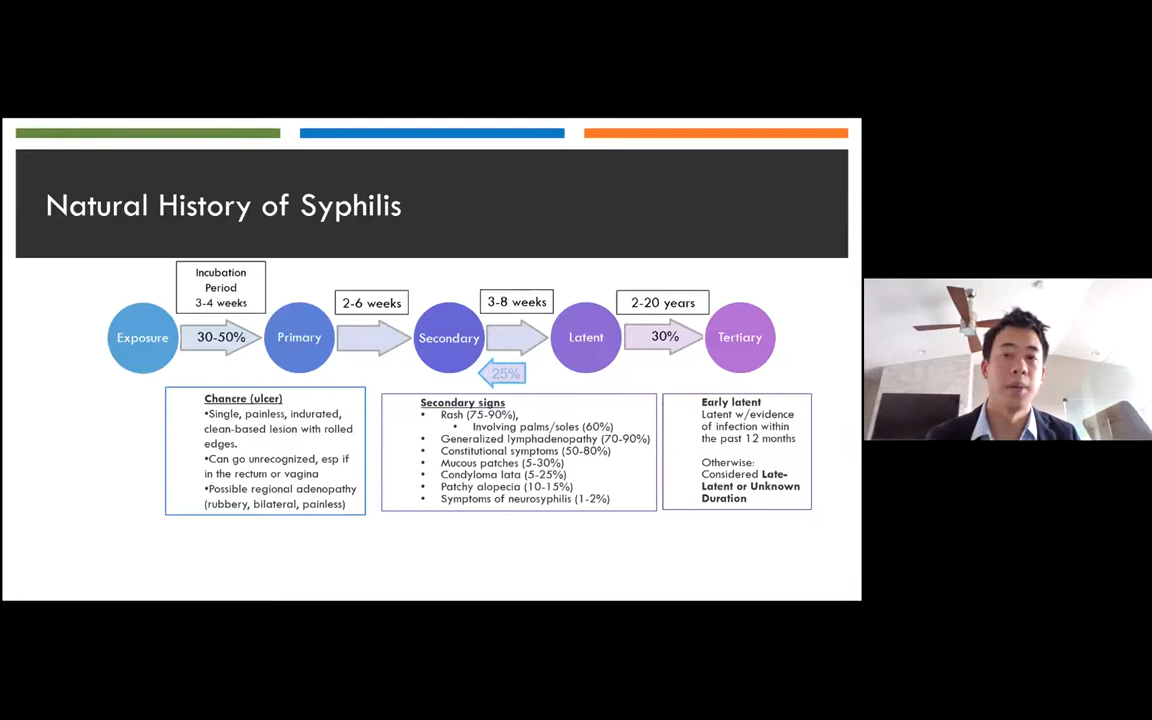 Natural History of Syphilis
Incubation
Period
3-4 weeks
2-6 weeks
3-8 weeks
2-20 years
Exposure
30-50%
Primary
Secondary
Latent
30%
Tertiary
25%
Chancre (ulcer)
•Single, painless, indurated,
clean-based lesion with rolled
edges.
•Can go unrecognized, esp if
in the rectum or vagina
•Possible regional adenopathy
(rubbery, bilateral, painless)
Secondary signs
• Rash (75-90%),
• Involving palms/soles (60%)
• Generalized lymphadenopathy (70-90%)
• Constitutional symptoms (50-80%)
• Mucous patches (5-30%)
• Condyloma lata (5-25%)
• Patchy alopecia (10-15%)
• Symptoms of neurosyphilis (1-2%)
Early latent
Latent w/evidence
of infection within
the past 12 months
Otherwise:
Considered Late-
Latent or Unknown
Duration